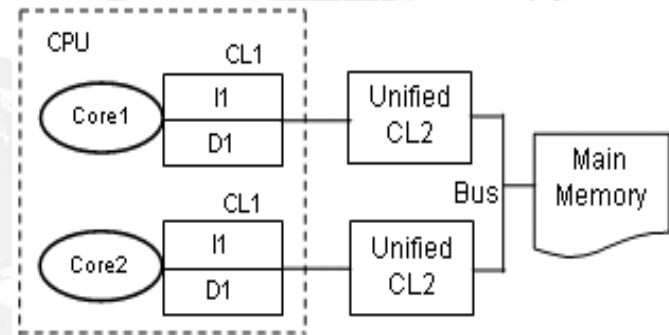 CPU
CL1
Core1
I1
D1
Unified
CL2
Bus
Main
Memory
CL1
Core2
I1
D1
Unified
CL2